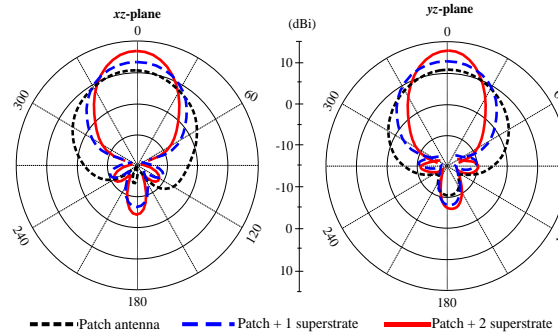 xz-plane
(dBi)
yz-plane
0
0
10
300
60
300
60
0
-10
-10
240
120
240
0
10
180
180
Patch antenna
Patch + 1 superstrate
Patch + 2 superstrate